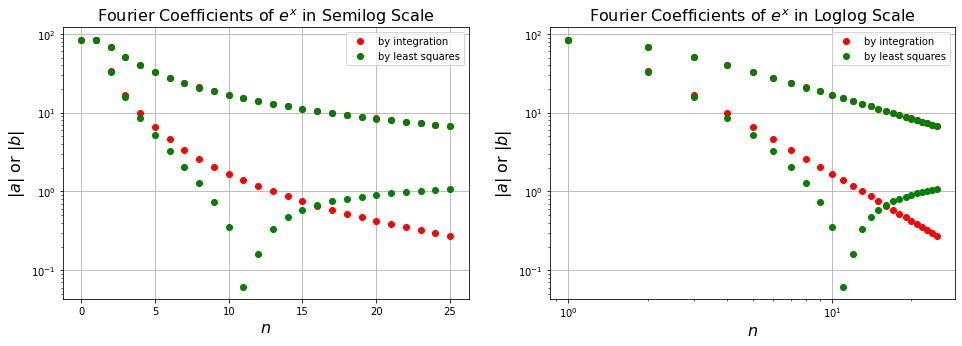 Fourier Coefficients of e^x in Semilog Scale
by integration
by least squares
10^2
10^1
10^0
10^-1
|a| or |b|
0 5 10 15 20 25
n
Fourier Coefficients of e^x in Loglog Scale
by integration
by least squares
10^2
10^1
10^0
10^-1
|a| or |b|
10^0 10^1
n